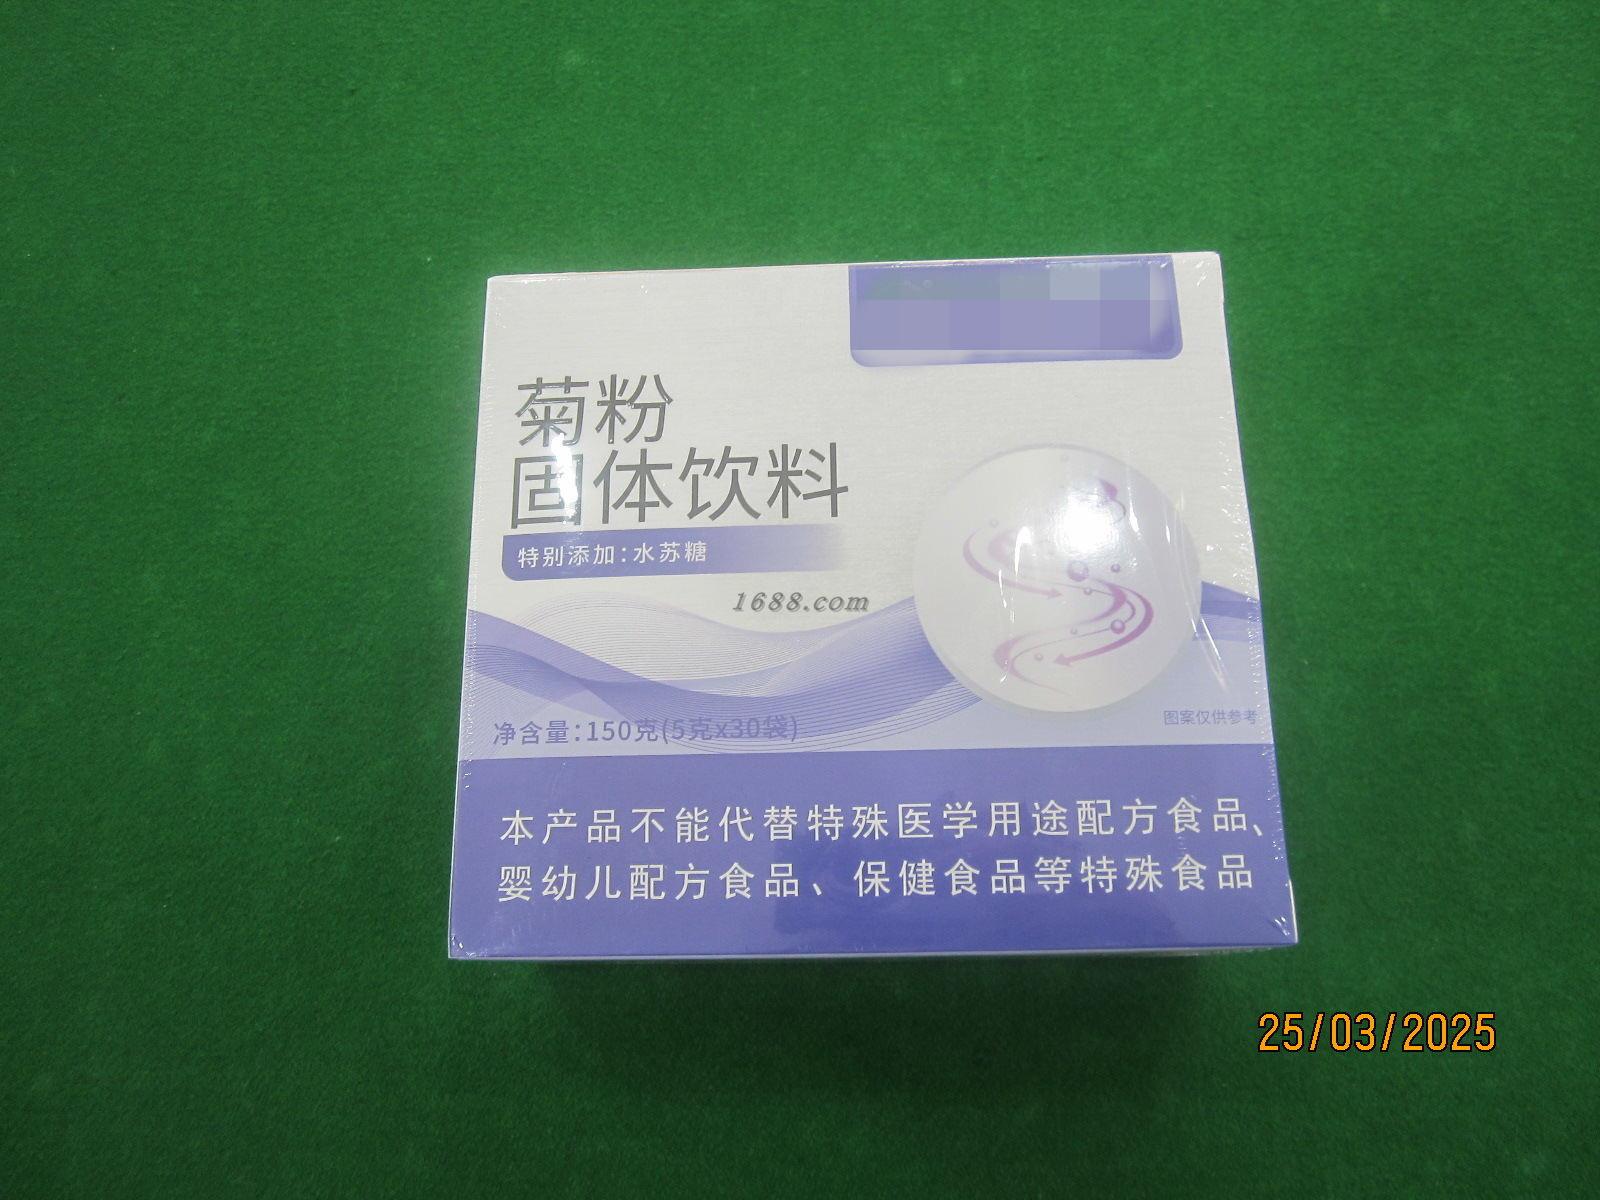 菊粉
固体饮料
特别添加：水苏糖
1688.com
净含量：150克(5克x30袋)
图案仅供参考
本产品不能代替特殊医学用途配方食品、
婴幼儿配方食品、保健食品等特殊食品
25/03/2025